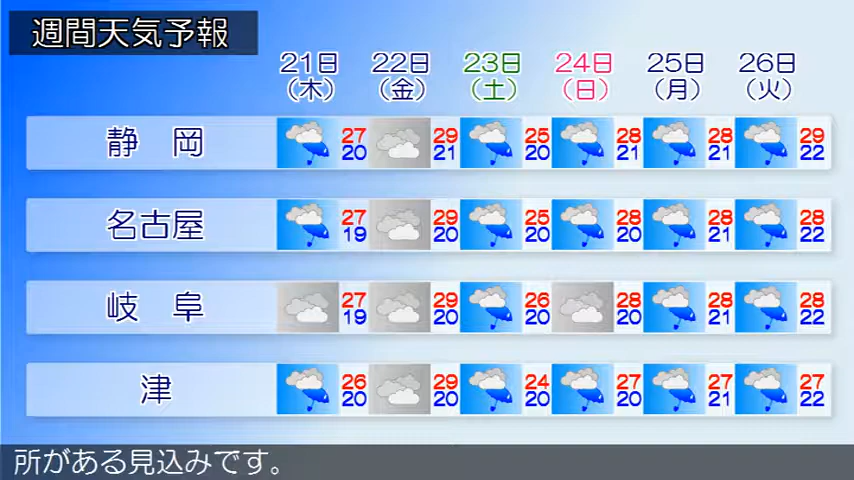 週間天気予報
21日 22日 23日 24日 25日 26日
（木） （金） （土） （日） （月） （火）
静　岡 27 20 29 21 25 20 28 21 28 21 29 22
名古屋 27 19 29 20 25 20 28 20 28 21 28 22
岐　阜 27 19 29 20 26 20 28 20 28 21 28 22
津 26 20 29 20 24 20 27 20 27 21 27 22
所がある見込みです。